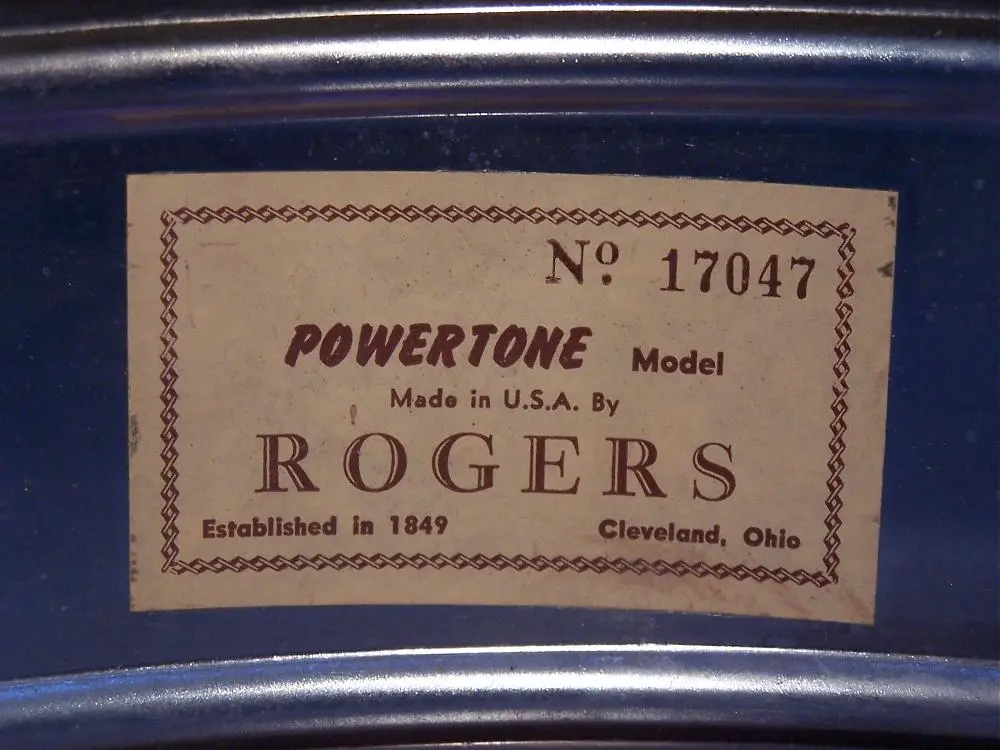 Nº 17047
POWERTONE Model
Made in U.S.A. By
ROGERS
Established in 1849 Cleveland, Ohio